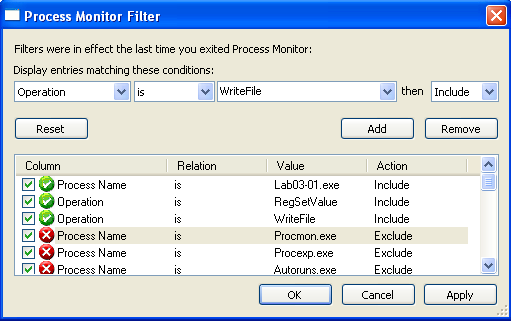 Process Monitor Filter
Filters were in effect the last time you exited Process Monitor:
Display entries matching these conditions:
Operation is WriteFile then Include
Reset Add Remove
Column Relation Value Action
Process Name is Lab03-01.exe Include
Operation is RegSetValue Include
Operation is WriteFile Include
Process Name is Procmon.exe Exclude
Process Name is Procexp.exe Exclude
Process Name is Autoruns.exe Exclude
OK Cancel Apply